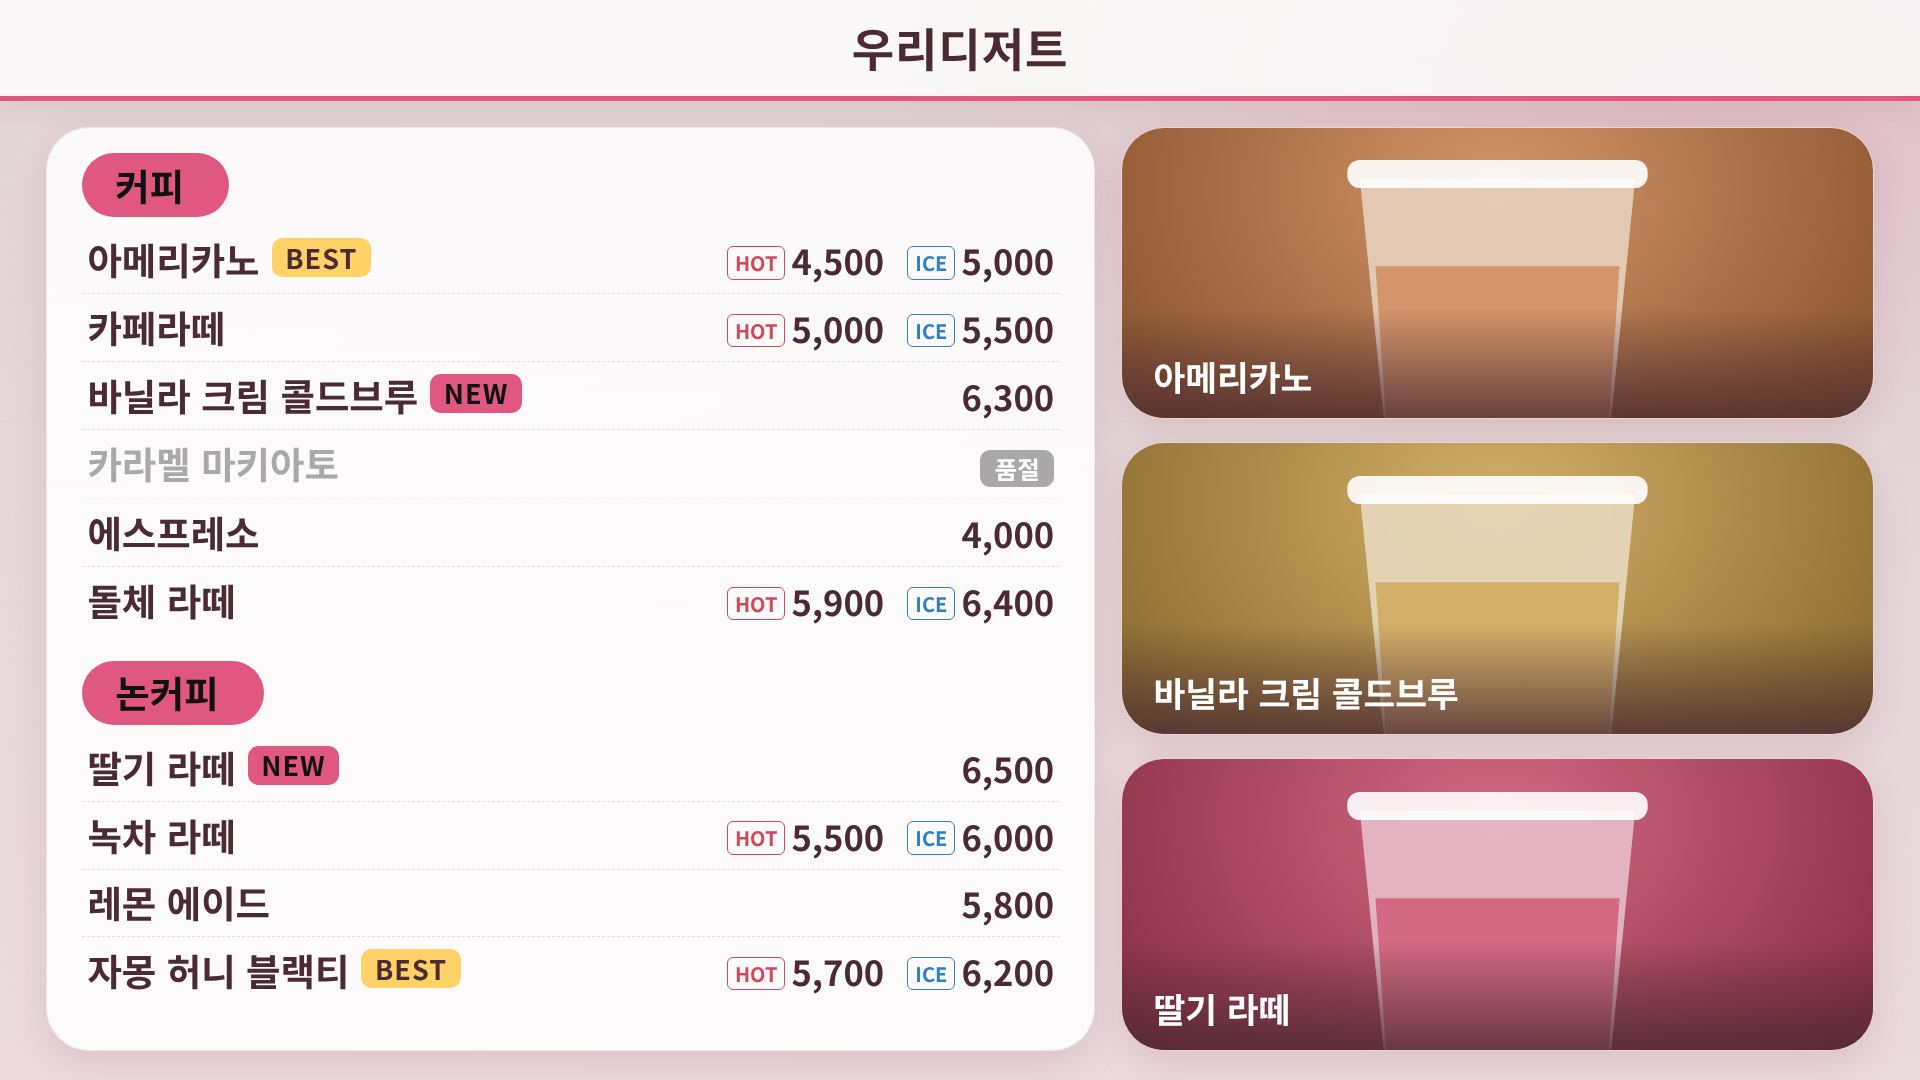 우리디저트
커피
아메리카노 BEST HOT 4,500 ICE 5,000
카페라떼 HOT 5,000 ICE 5,500
바닐라 크림 콜드브루 NEW 6,300
카라멜 마키아토 품절
에스프레소 4,000
돌체 라떼 HOT 5,900 ICE 6,400
논커피
딸기 라떼 NEW 6,500
녹차 라떼 HOT 5,500 ICE 6,000
레몬 에이드 5,800
자몽 허니 블랙티 BEST HOT 5,700 ICE 6,200
아메리카노
바닐라 크림 콜드브루
딸기 라떼